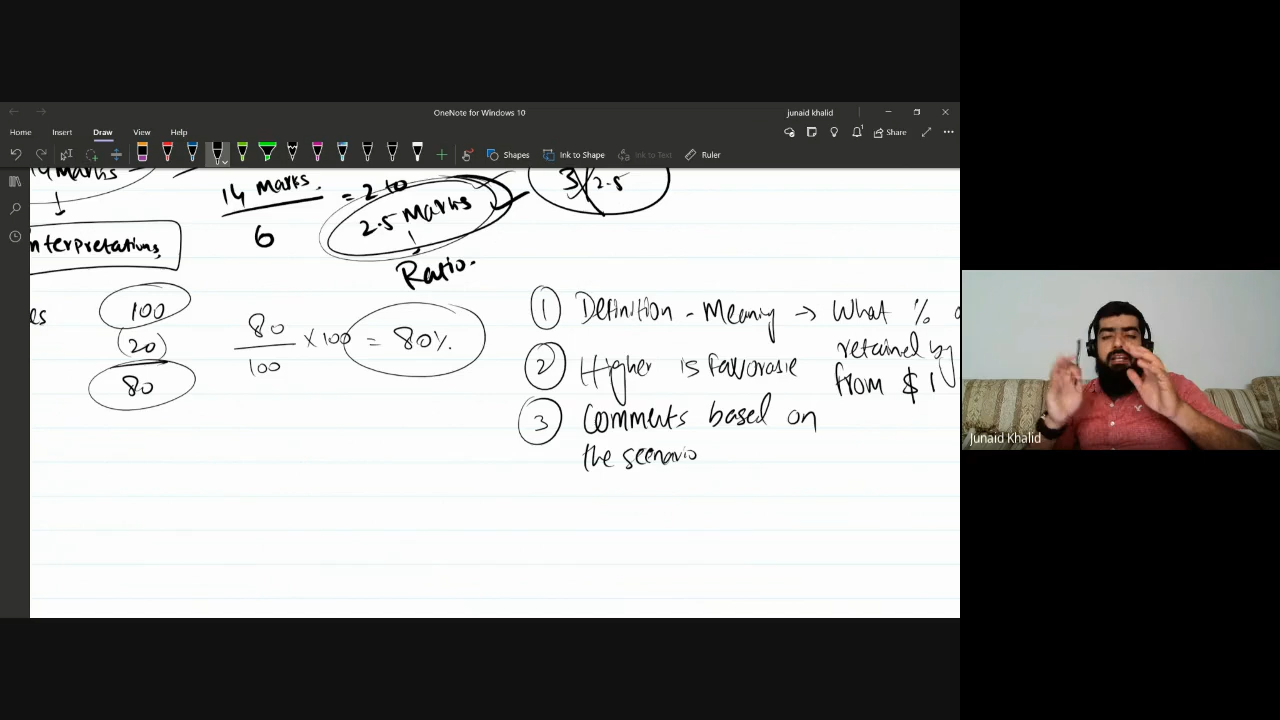 OneNote for Windows 10
junaid khalid
Home Insert Draw View Help
Share
Shapes
Ink to Shape
Ink to Text
Ruler
14 Marks
14 Marks.
6
= 2 to
2.5 Marks
Ratio.
3/2.5
nterpretations
es
100
20
80
80
100
× 100 = 80%.
1 Definition - Meaning → What %
retained by
from $ 1
2 Higher is favorable
3 Comments based on
the scenario
Junaid Khalid